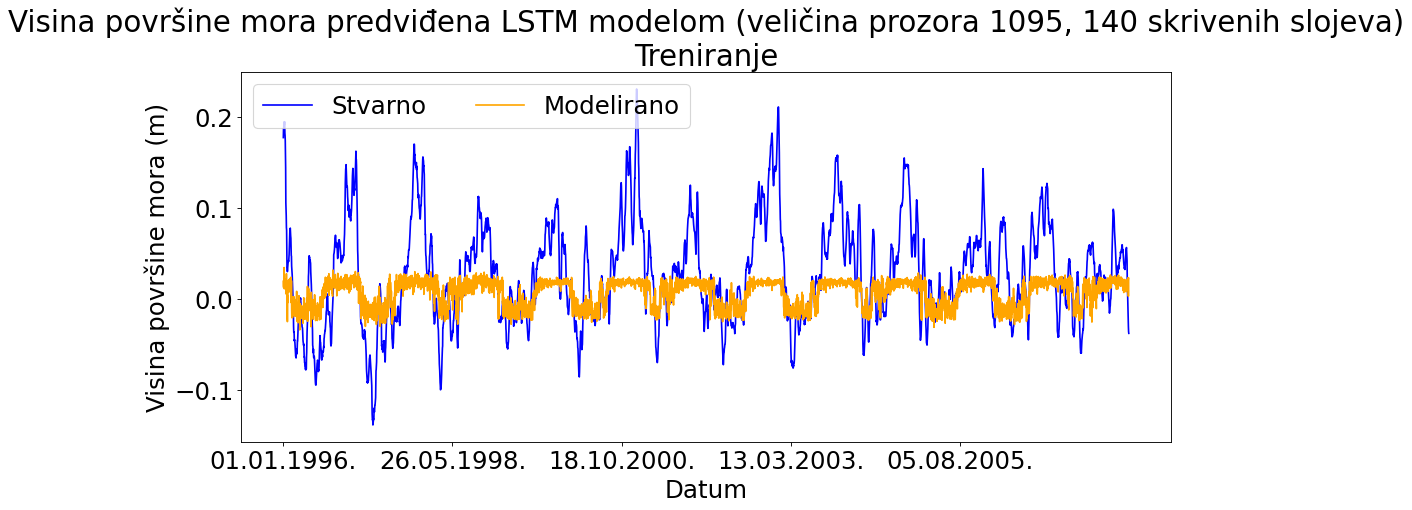 Visina površine mora predviđena LSTM modelom (veličina prozora 1095, 140 skrivenih slojeva)
Treniranje
Stvarno Modelirano
Visina površine mora (m)
0.2
0.1
0.0
−0.1
01.01.1996. 26.05.1998. 18.10.2000. 13.03.2003. 05.08.2005.
Datum